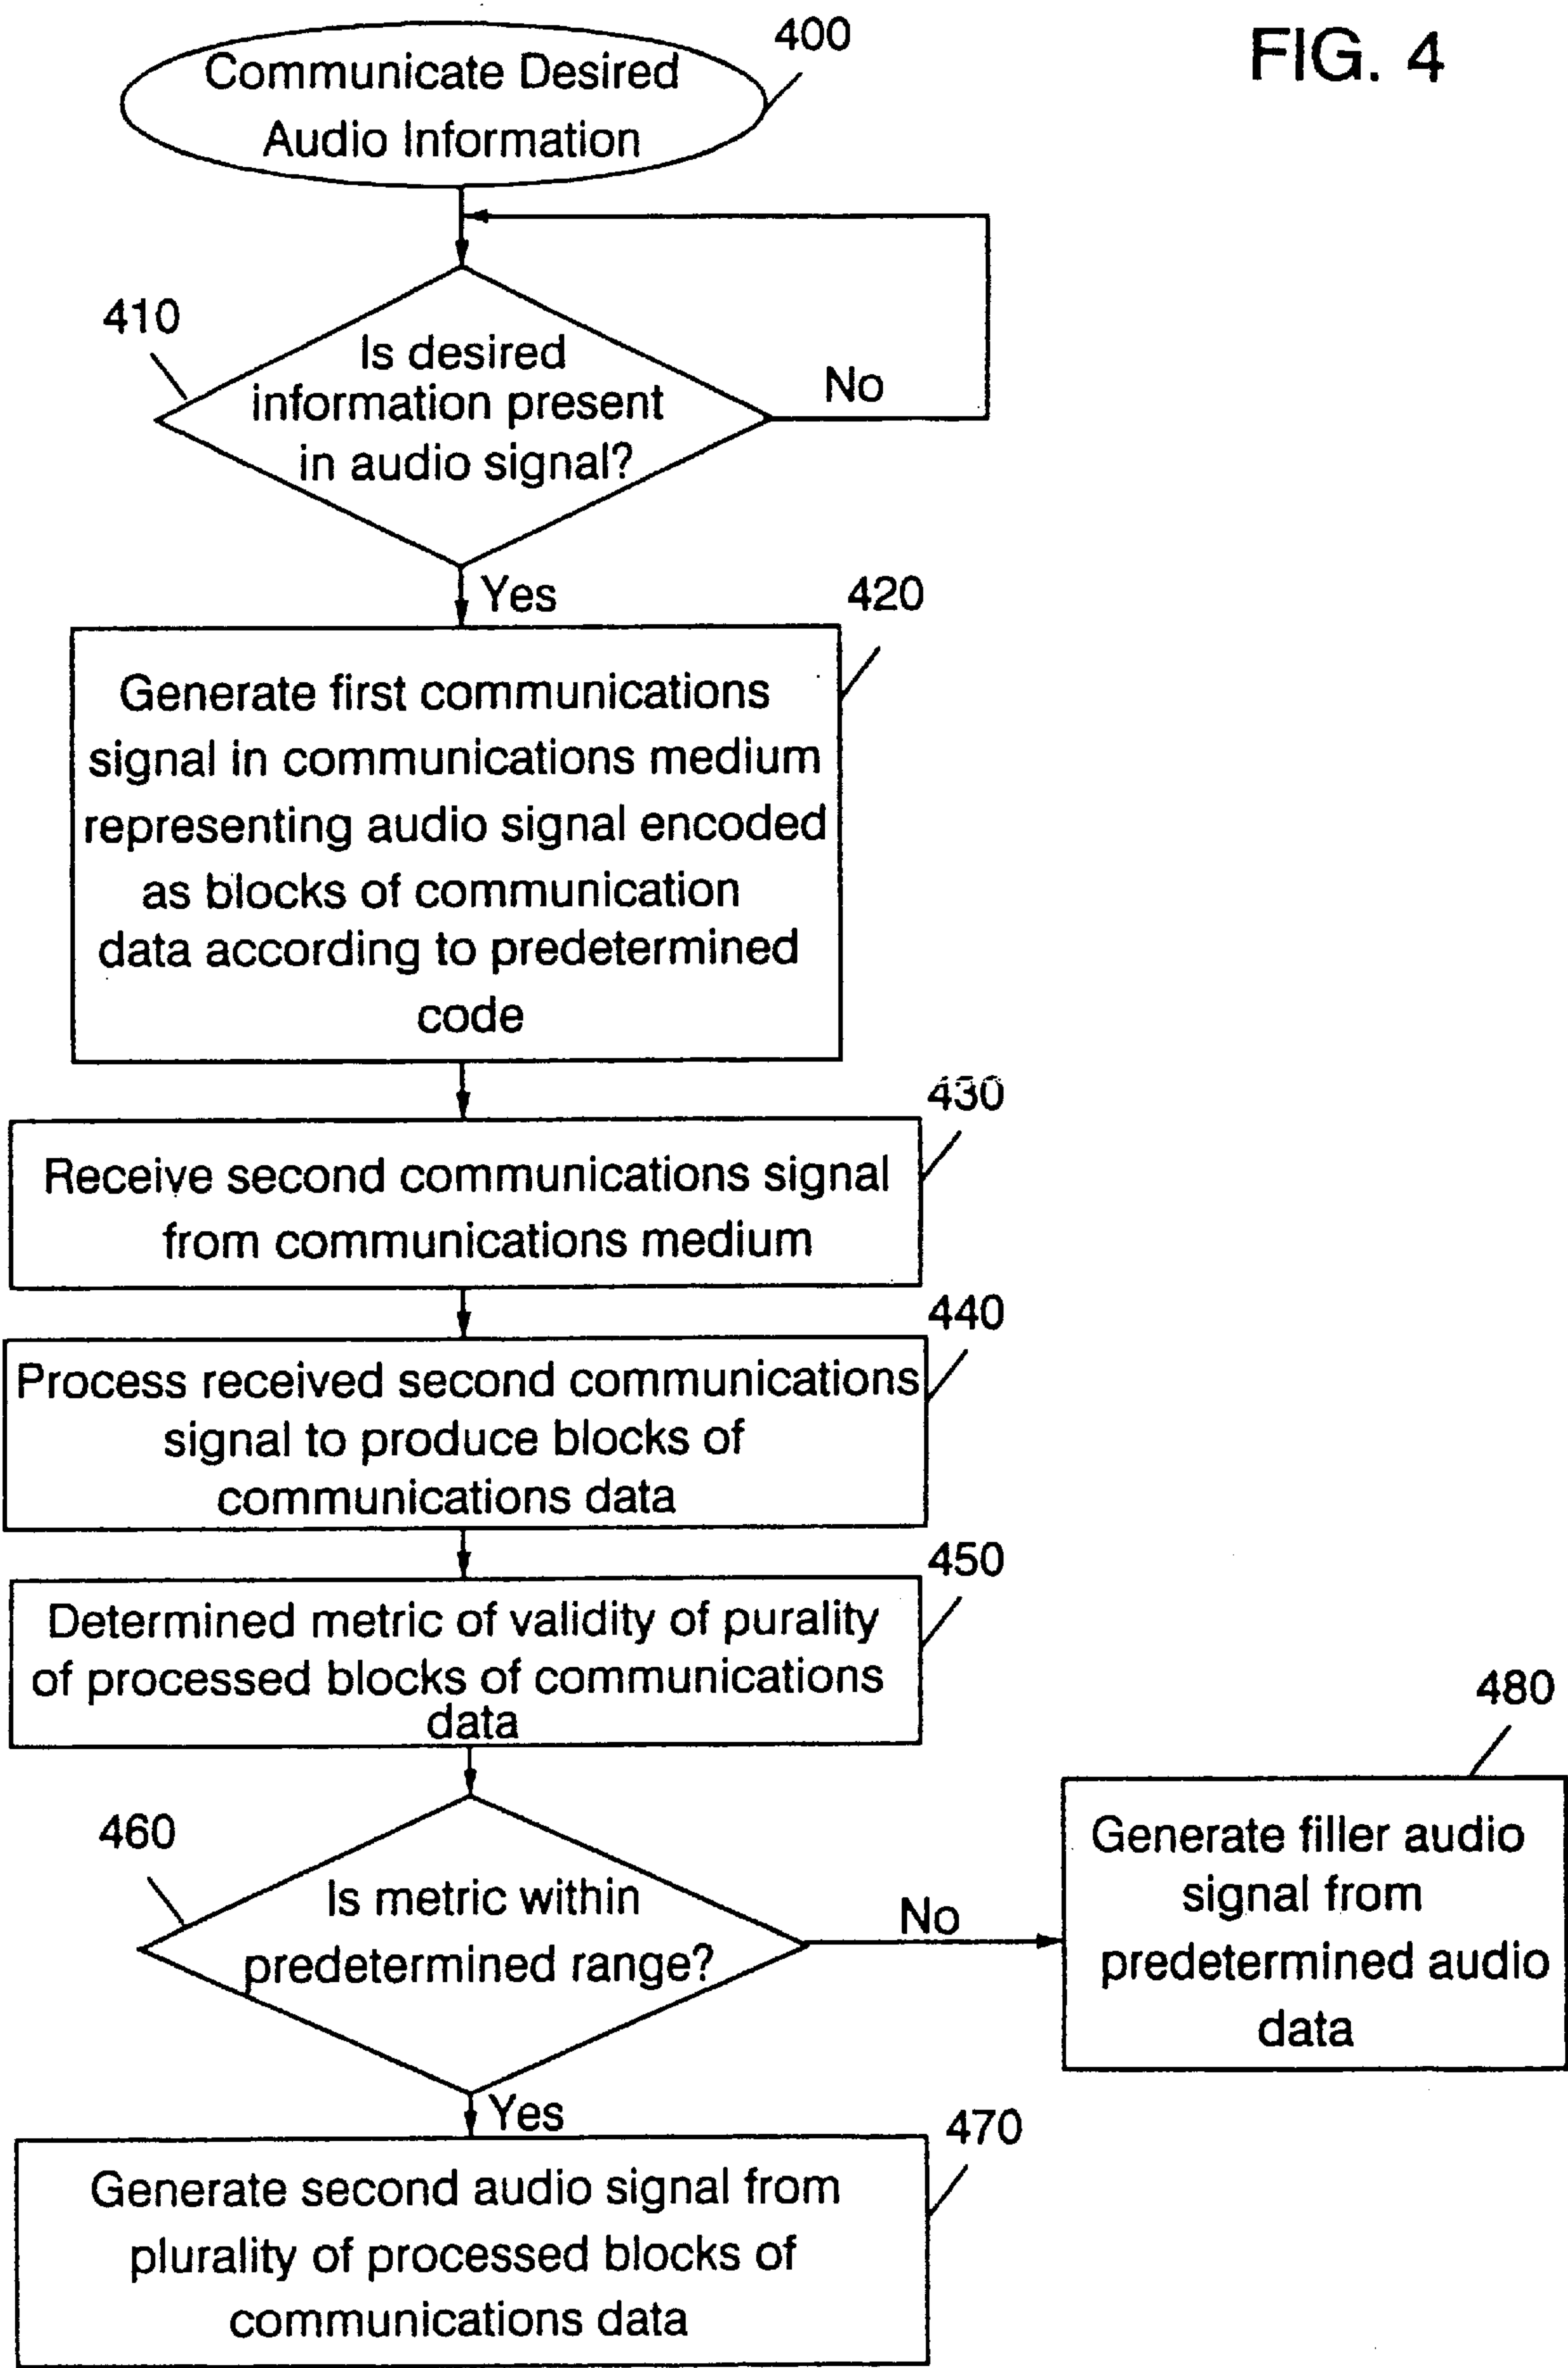 FIG. 4
400
Communicate Desired
Audio Information
410
Is desired
information present
in audio signal?
No
Yes
420
Generate first communications
signal in communications medium
representing audio signal encoded
as blocks of communication
data according to predetermined
code
430
Receive second communications signal
from communications medium
440
Process received second communications
signal to produce blocks of
communications data
450
Determined metric of validity of purality
of processed blocks of communications
data
460
Is metric within
predetermined range?
No
480
Generate filler audio
signal from
predetermined audio
data
Yes
470
Generate second audio signal from
plurality of processed blocks of
communications data